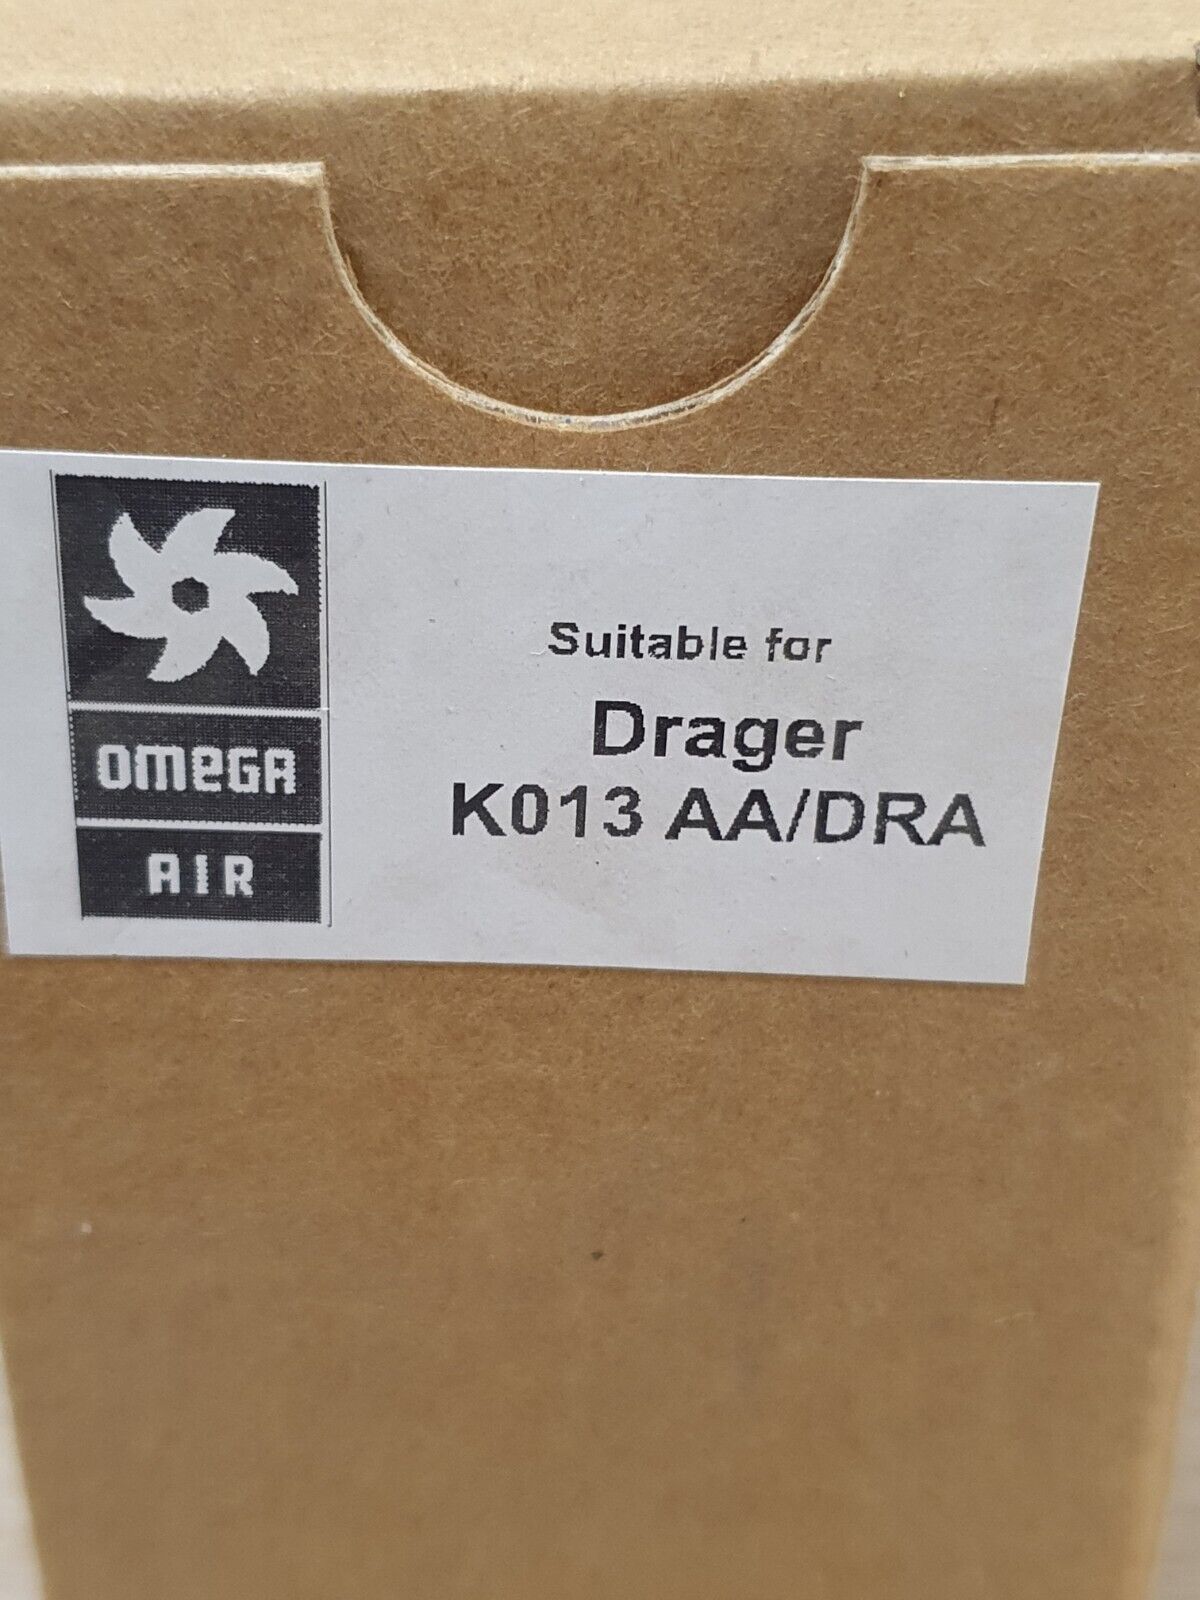 OMEGA
AIR
Suitable for
Drager
K013 AA/DRA